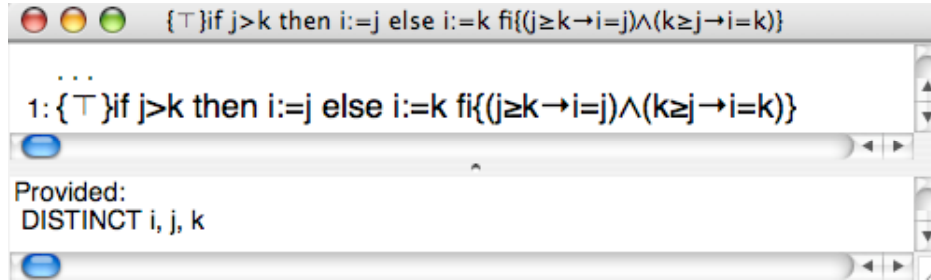 {⊤}if j>k then i:=j else i:=k fi{(j≥k→i=j)∧(k≥j→i=k)}
...
1: {⊤}if j>k then i:=j else i:=k fi{(j≥k→i=j)∧(k≥j→i=k)}
Provided:
DISTINCT i, j, k